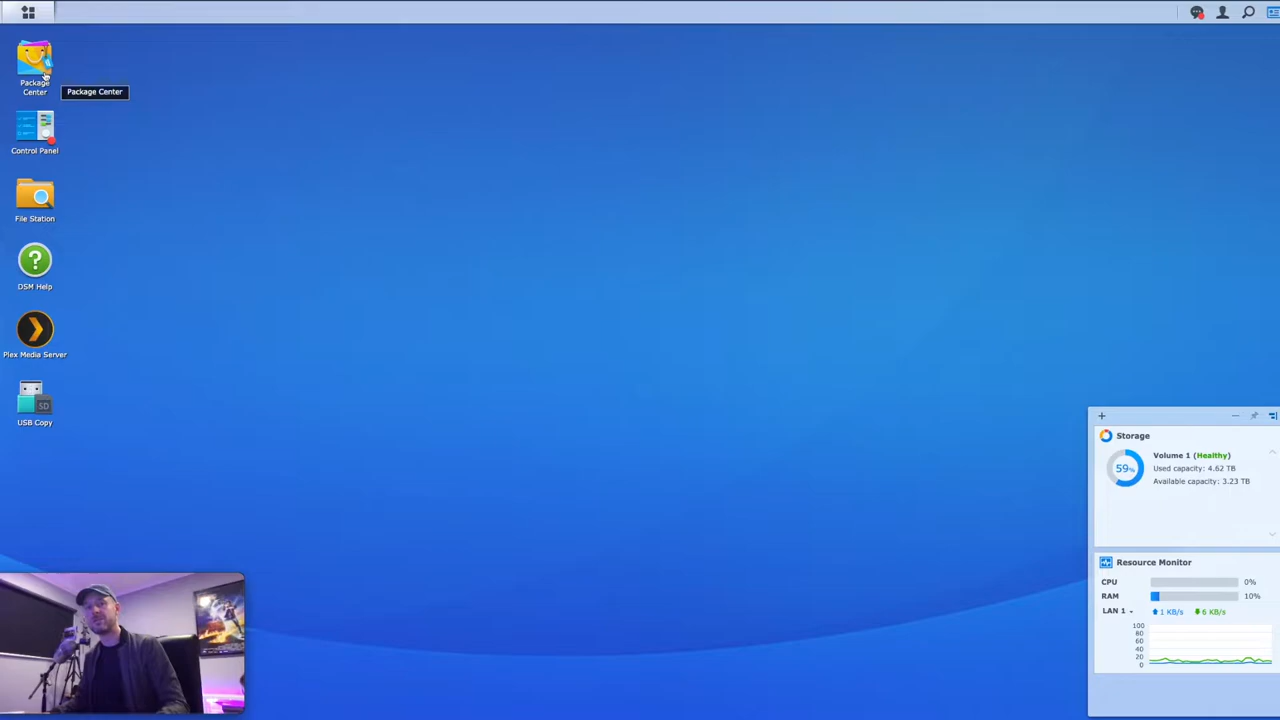 Package
Center
Package Center
Control Panel
File Station
DSM Help
Plex Media Server
SD
USB Copy
Storage
59%
Volume 1 (Healthy)
Used capacity: 4.62 TB
Available capacity: 3.23 TB
Resource Monitor
CPU 0%
RAM 10%
LAN 1 1 KB/s 6 KB/s
100
80
60
40
20
0